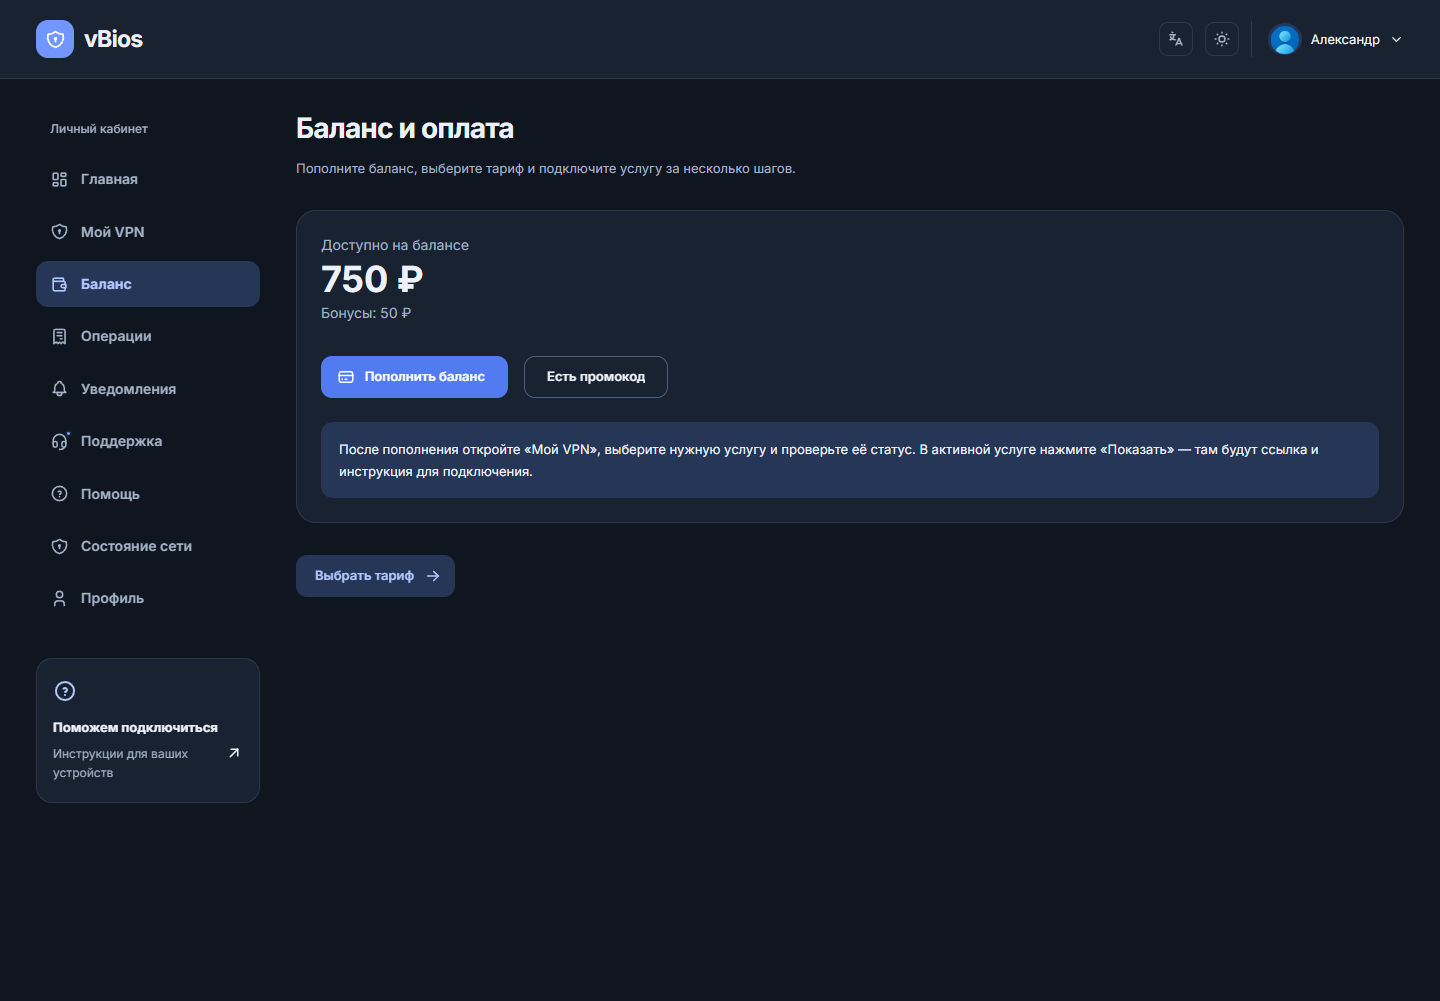 vBios
Александр
Личный кабинет
Главная
Мой VPN
Баланс
Операции
Уведомления
Поддержка
Помощь
Состояние сети
Профиль
Поможем подключиться
Инструкции для ваших
устройств
Баланс и оплата
Пополните баланс, выберите тариф и подключите услугу за несколько шагов.
Доступно на балансе
750 ₽
Бонусы: 50 ₽
Пополнить баланс
Есть промокод
После пополнения откройте «Мой VPN», выберите нужную услугу и проверьте её статус. В активной услуге нажмите «Показать» — там будут ссылка и
инструкция для подключения.
Выбрать тариф